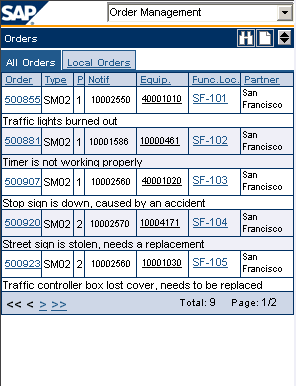 SAP
Order Management
Orders
All Orders Local Orders
Order Type P Notif Equip. Func.Loc. Partner
500855 SM02 1 10002550 40001010 SF-101 San Francisco
Traffic lights burned out
500881 SM02 1 10001586 10000461 SF-102 San Francisco
Timer is not working properly
500907 SM02 1 10002560 40001020 SF-103 San Francisco
Stop sign is down, caused by an accident
500920 SM02 2 10002570 10004171 SF-104 San Francisco
Street sign is stolen, needs a replacement
500923 SM02 2 10002560 10001030 SF-105 San Francisco
Traffic controller box lost cover, needs to be replaced
<< < > >> Total: 9 Page: 1/2